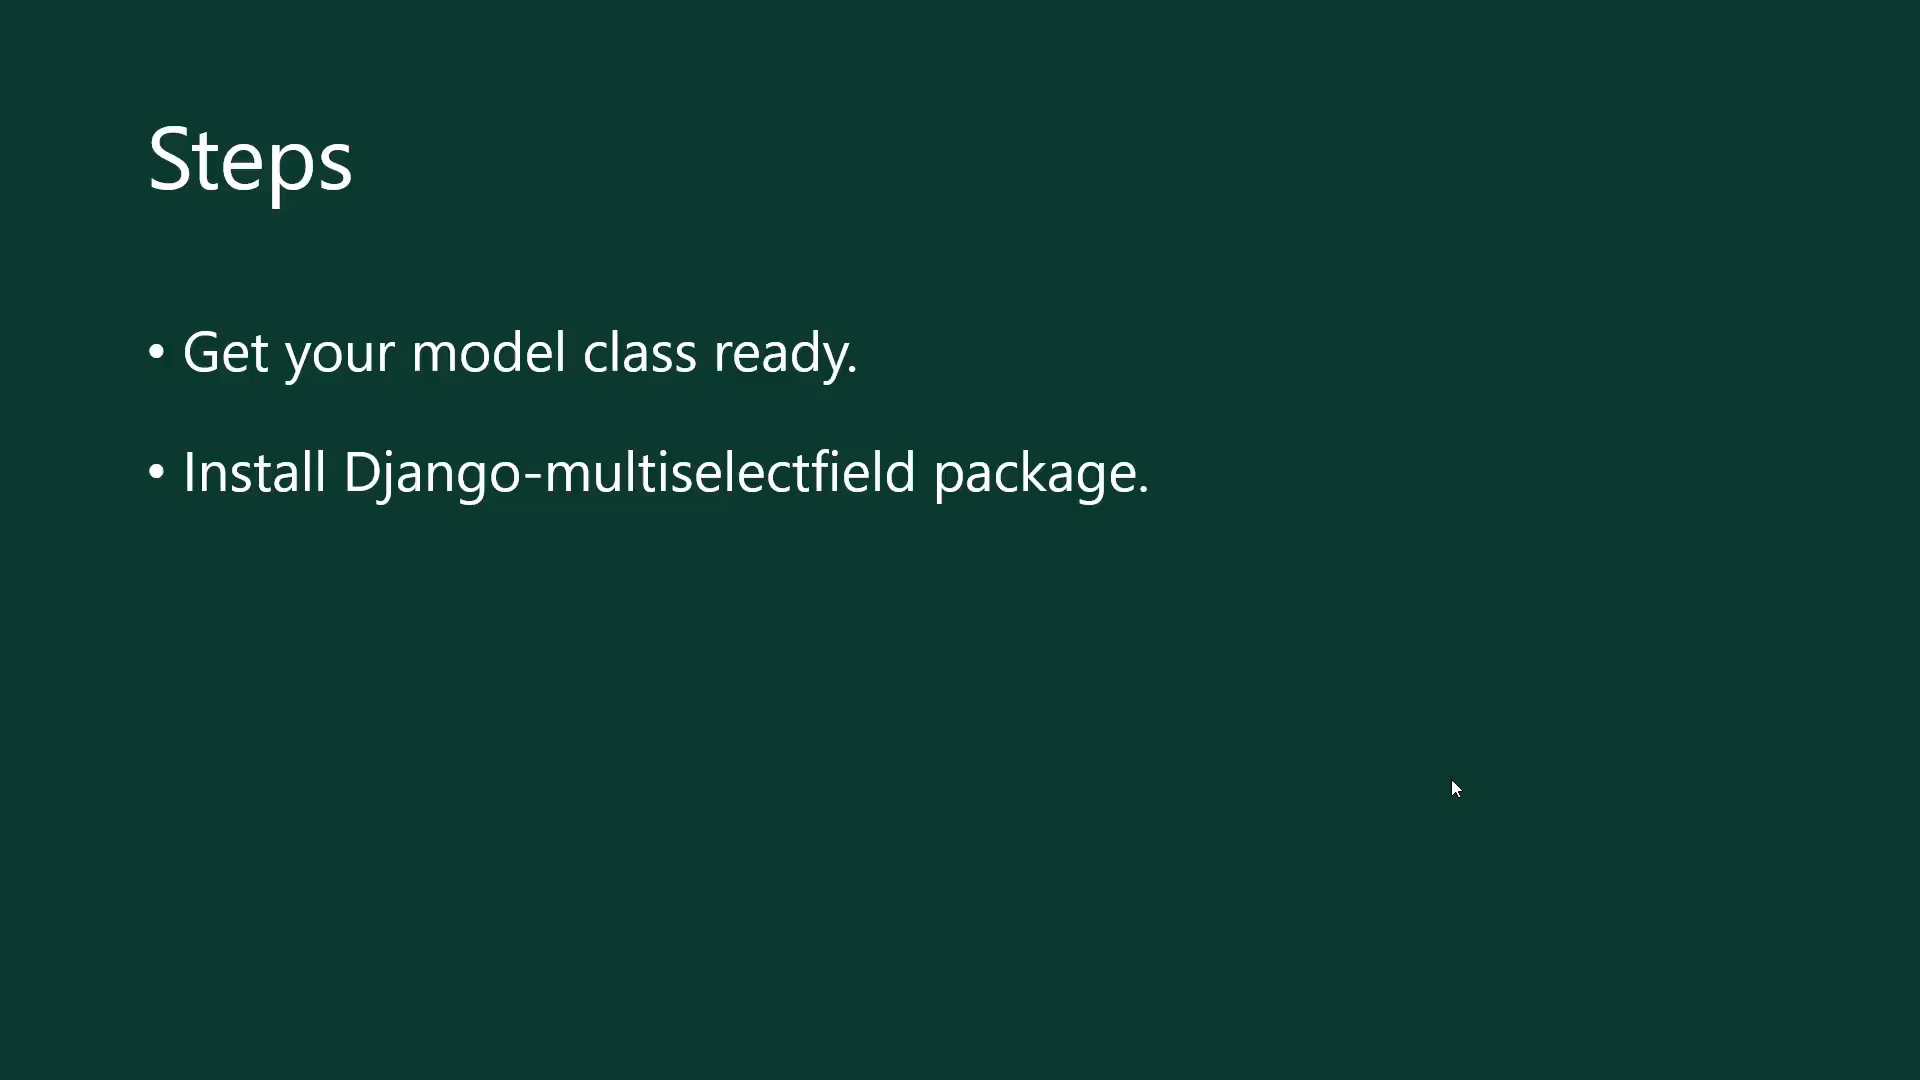 Steps
• Get your model class ready.
• Install Django-multiselectfield package.